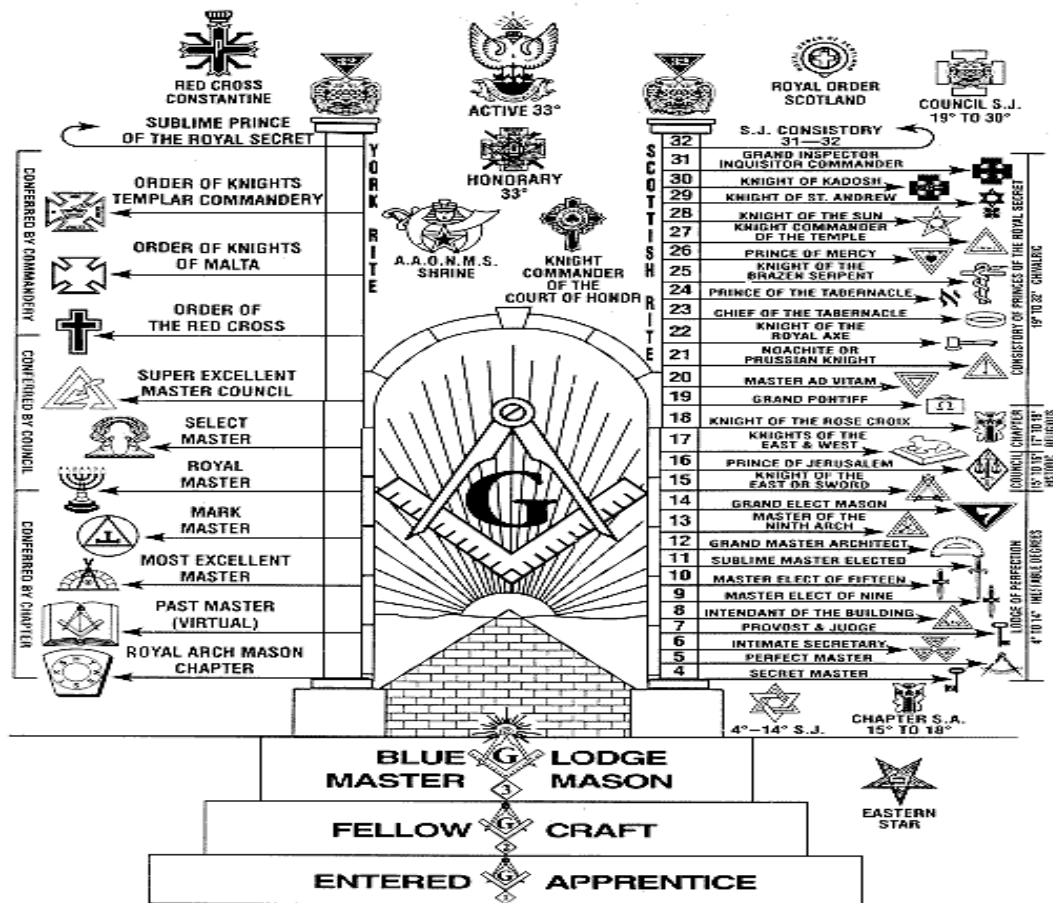 RED CROSS
CONSTANTINE
ACTIVE 33°
ROYAL ORDER
SCOTLAND
COUNCIL S.J.
19° TO 30°
HONORARY
33°
A.A.O.N.M.S.
SHRINE
KNIGHT
COMMANDER
OF THE
COURT OF HONOR
YORK RITE
SUBLIME PRINCE
OF THE ROYAL SECRET
CONFERRED BY COMMANDERY
ORDER OF KNIGHTS
TEMPLAR COMMANDERY
ORDER OF KNIGHTS
OF MALTA
ORDER OF
THE RED CROSS
CONFERRED BY COUNCIL
SUPER EXCELLENT
MASTER COUNCIL
SELECT
MASTER
ROYAL
MASTER
CONFERRED BY CHAPTER
MARK
MASTER
MOST EXCELLENT
MASTER
PAST MASTER
(VIRTUAL)
ROYAL ARCH MASON
CHAPTER
G
SCOTTISH RITE
32 S.J. CONSISTORY
31—32
31 GRAND INSPECTOR
INQUISITOR COMMANDER
30 KNIGHT OF KADOSH
29 KNIGHT OF ST. ANDREW
28 KNIGHT OF THE SUN
27 KNIGHT COMMANDER
OF THE TEMPLE
26 PRINCE OF MERCY
25 KNIGHT OF THE
BRAZEN SERPENT
24 PRINCE OF THE TABERNACLE
23 CHIEF OF THE TABERNACLE
22 KNIGHT OF THE
ROYAL AXE
21 NOACHITE OR
PRUSSIAN KNIGHT
20 MASTER AD VITAM
19 GRAND PONTIFF
18 KNIGHT OF THE ROSE CROIX
17 KNIGHTS OF THE
EAST & WEST
16 PRINCE OF JERUSALEM
15 KNIGHT OF THE
EAST OR SWORD
14 GRAND ELECT MASON
13 MASTER OF THE
NINTH ARCH
12 GRAND MASTER ARCHITECT
11 SUBLIME MASTER ELECTED
10 MASTER ELECT OF FIFTEEN
9 MASTER ELECT OF NINE
8 INTENDANT OF THE BUILDING
7 PROVOST & JUDGE
6 INTIMATE SECRETARY
5 PERFECT MASTER
4 SECRET MASTER
CONSISTORY OF PRINCES OF THE ROYAL SECRET
19° TO 32° CHIVALRIC
CHAPTER
17° TO 18°
COUNCIL
15° TO 16°
LODGE OF PERFECTION
4° TO 14° INEFFABLE DEGREES
4°–14° S.J.
CHAPTER S.A.
15° TO 18°
BLUE G LODGE
MASTER MASON
3
FELLOW G CRAFT
2
ENTERED G APPRENTICE
EASTERN
STAR